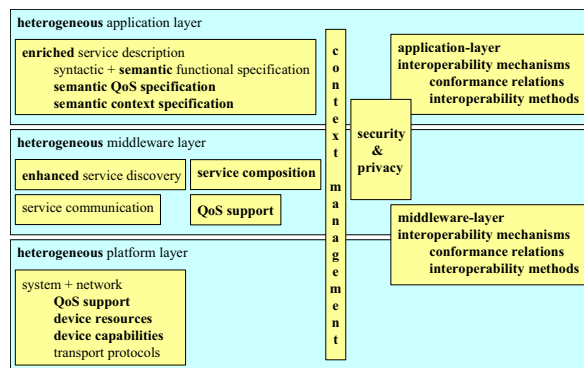 heterogeneous application layer
enriched service description
syntactic + semantic functional specification
semantic QoS specification
semantic context specification
application-layer
interoperability mechanisms
conformance relations
interoperability methods
context management
security
&
privacy
heterogeneous middleware layer
enhanced service discovery
service composition
service communication
QoS support
middleware-layer
interoperability mechanisms
conformance relations
interoperability methods
heterogeneous platform layer
system + network
QoS support
device resources
device capabilities
transport protocols